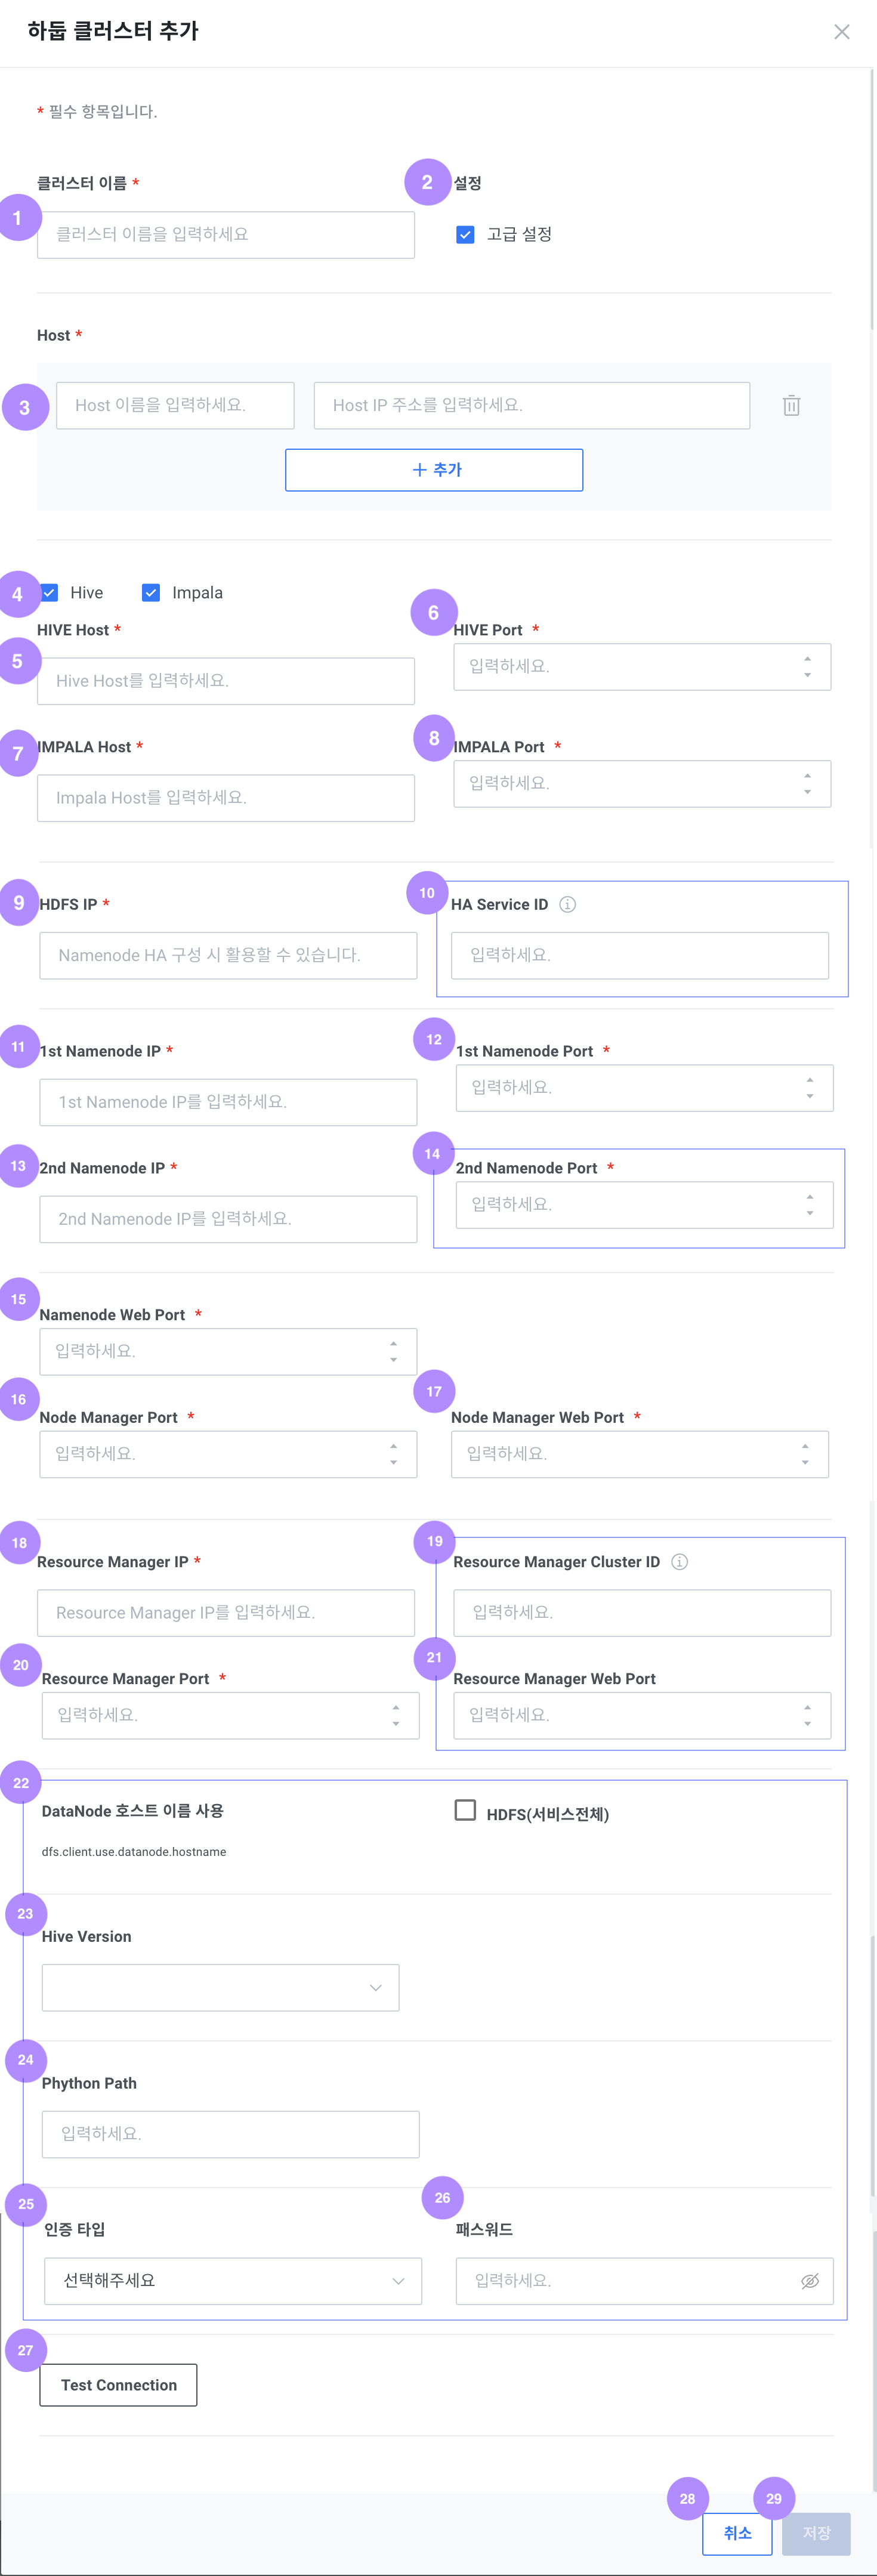 하둡 클러스터 추가
* 필수 항목입니다.
클러스터 이름 *
2 설정
1 클러스터 이름을 입력하세요
고급 설정
Host *
3 Host 이름을 입력하세요. Host IP 주소를 입력하세요.
+ 추가
4 Hive Impala
HIVE Host *
6 HIVE Port *
5 Hive Host를 입력하세요.
입력하세요.
7 IMPALA Host *
8 IMPALA Port *
Impala Host를 입력하세요.
입력하세요.
9 HDFS IP *
10 HA Service ID
Namenode HA 구성 시 활용할 수 있습니다.
입력하세요.
11 1st Namenode IP *
12 1st Namenode Port *
1st Namenode IP를 입력하세요.
입력하세요.
13 2nd Namenode IP *
14 2nd Namenode Port *
2nd Namenode IP를 입력하세요.
입력하세요.
15 Namenode Web Port *
입력하세요.
16 Node Manager Port *
17 Node Manager Web Port *
입력하세요.
입력하세요.
18 Resource Manager IP *
19 Resource Manager Cluster ID
Resource Manager IP를 입력하세요.
입력하세요.
20 Resource Manager Port *
21 Resource Manager Web Port
입력하세요.
입력하세요.
22 DataNode 호스트 이름 사용
HDFS(서비스전체)
dfs.client.use.datanode.hostname
23 Hive Version
24 Phython Path
입력하세요.
25 인증 타입
26 패스워드
선택해주세요
입력하세요.
27 Test Connection
28 취소
29 저장